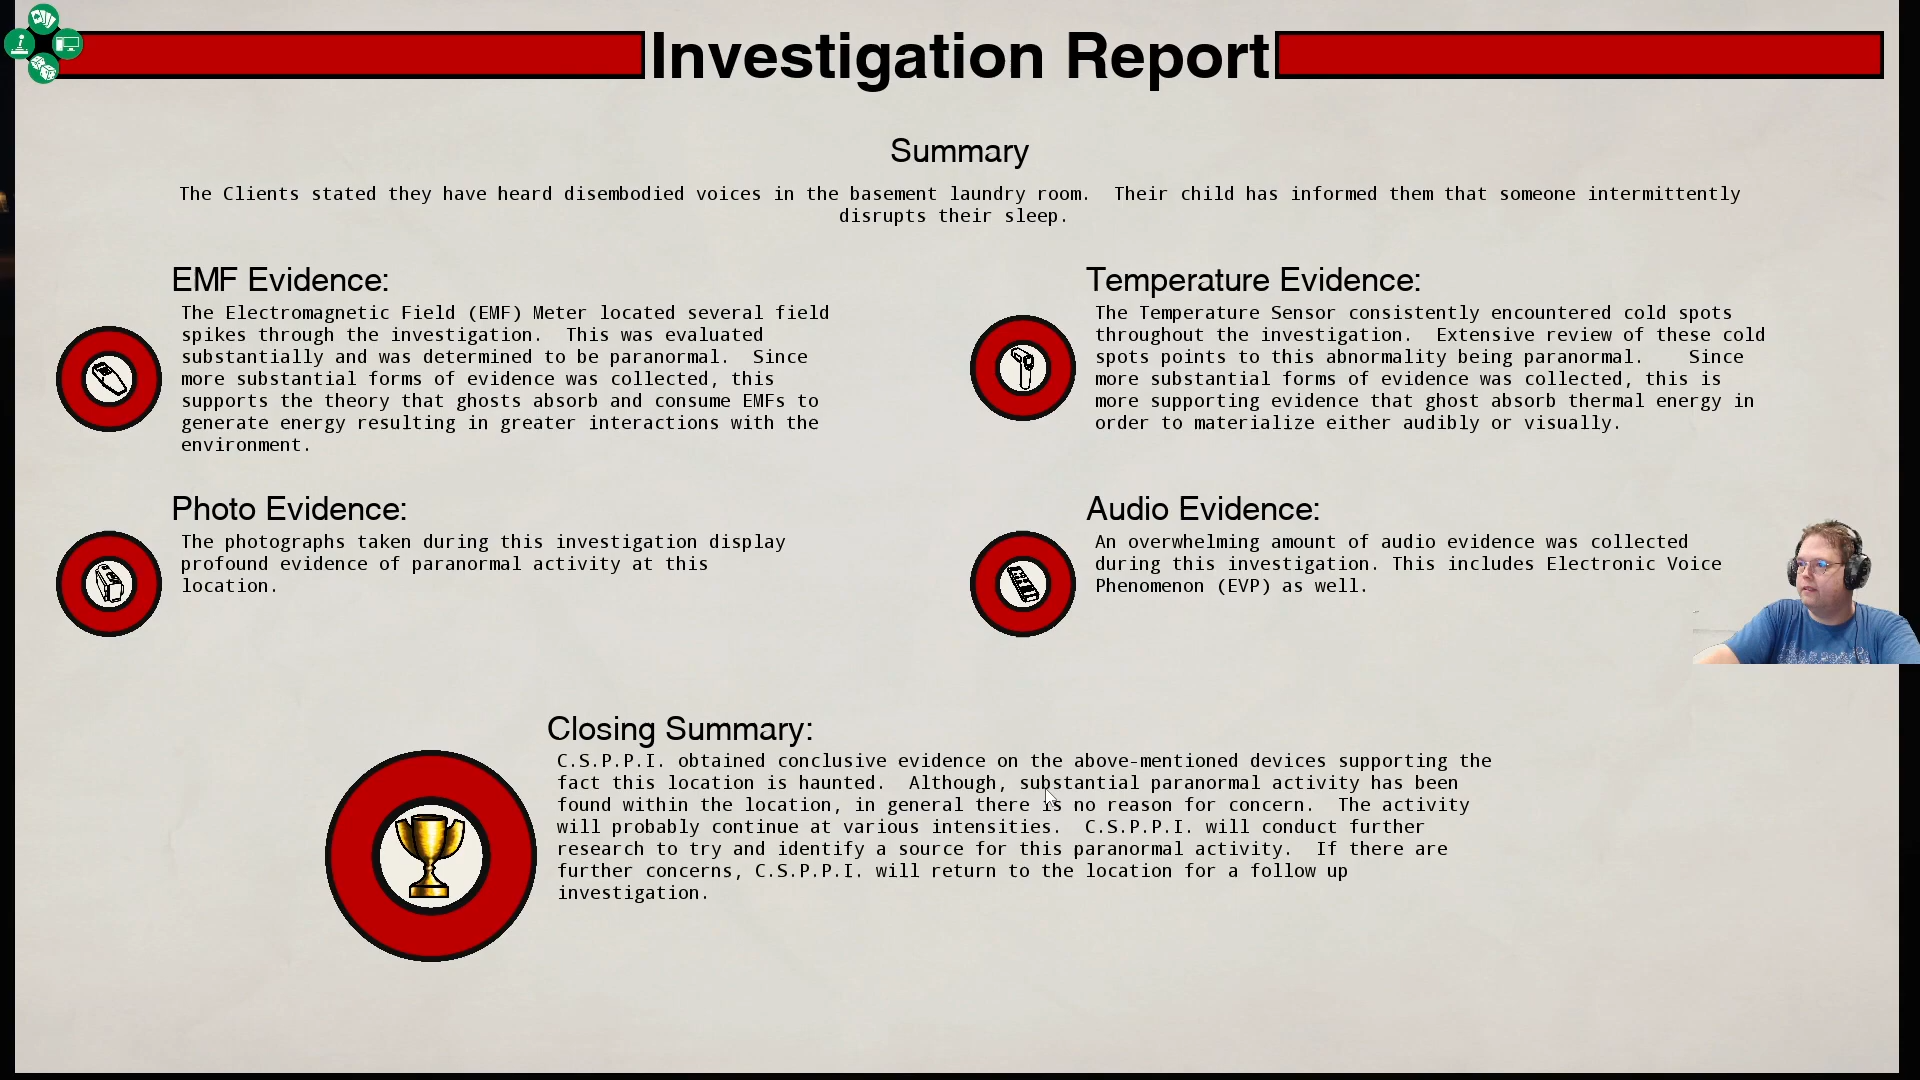 Investigation Report
Summary
The Clients stated they have heard disembodied voices in the basement laundry room.  Their child has informed them that someone intermittently
disrupts their sleep.
EMF Evidence:
The Electromagnetic Field (EMF) Meter located several field
spikes through the investigation.  This was evaluated
substantially and was determined to be paranormal.  Since
more substantial forms of evidence was collected, this
supports the theory that ghosts absorb and consume EMFs to
generate energy resulting in greater interactions with the
environment.
Temperature Evidence:
The Temperature Sensor consistently encountered cold spots
throughout the investigation.  Extensive review of these cold
spots points to this abnormality being paranormal.    Since
more substantial forms of evidence was collected, this is
more supporting evidence that ghost absorb thermal energy in
order to materialize either audibly or visually.
Photo Evidence:
The photographs taken during this investigation display
profound evidence of paranormal activity at this
location.
Audio Evidence:
An overwhelming amount of audio evidence was collected
during this investigation. This includes Electronic Voice
Phenomenon (EVP) as well.
Closing Summary:
C.S.P.P.I. obtained conclusive evidence on the above-mentioned devices supporting the
fact this location is haunted.  Although, substantial paranormal activity has been
found within the location, in general there is no reason for concern.  The activity
will probably continue at various intensities.  C.S.P.P.I. will conduct further
research to try and identify a source for this paranormal activity.  If there are
further concerns, C.S.P.P.I. will return to the location for a follow up
investigation.